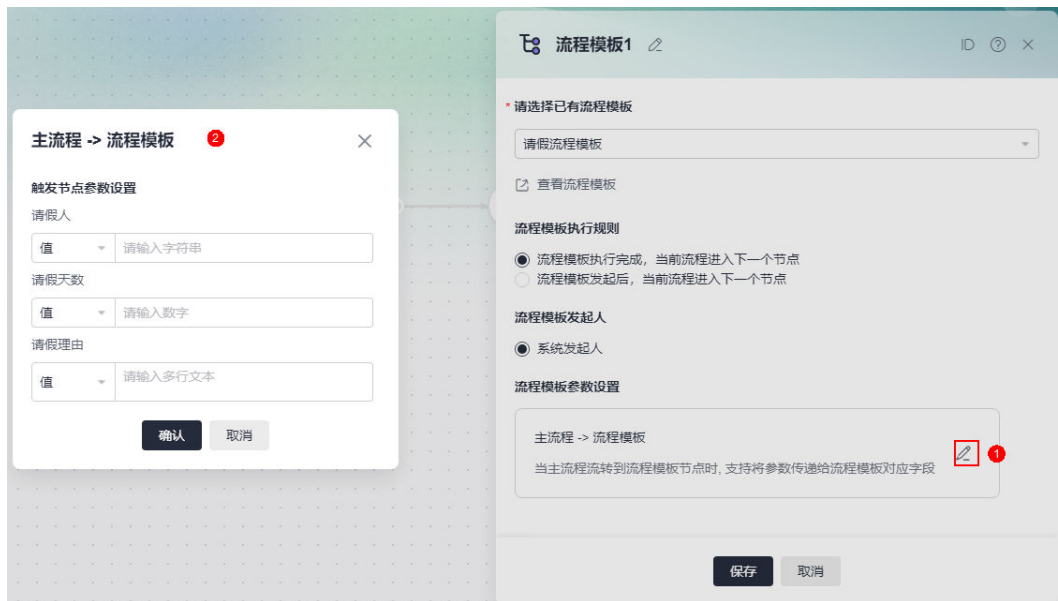 主流程 -> 流程模板 2
触发节点参数设置
请假人
值 请输入字符串
请假天数
值 请输入数字
请假理由
值 请输入多行文本
确认 取消
流程模板1 ID ?
* 请选择已有流程模板
请假流程模板
查看流程模板
流程模板执行规则
流程模板执行完成，当前流程进入下一个节点
流程模板发起后，当前流程进入下一个节点
流程模板发起人
系统发起人
流程模板参数设置
主流程 -> 流程模板
1
当主流程流转到流程模板节点时, 支持将参数传递给流程模板对应字段
保存 取消